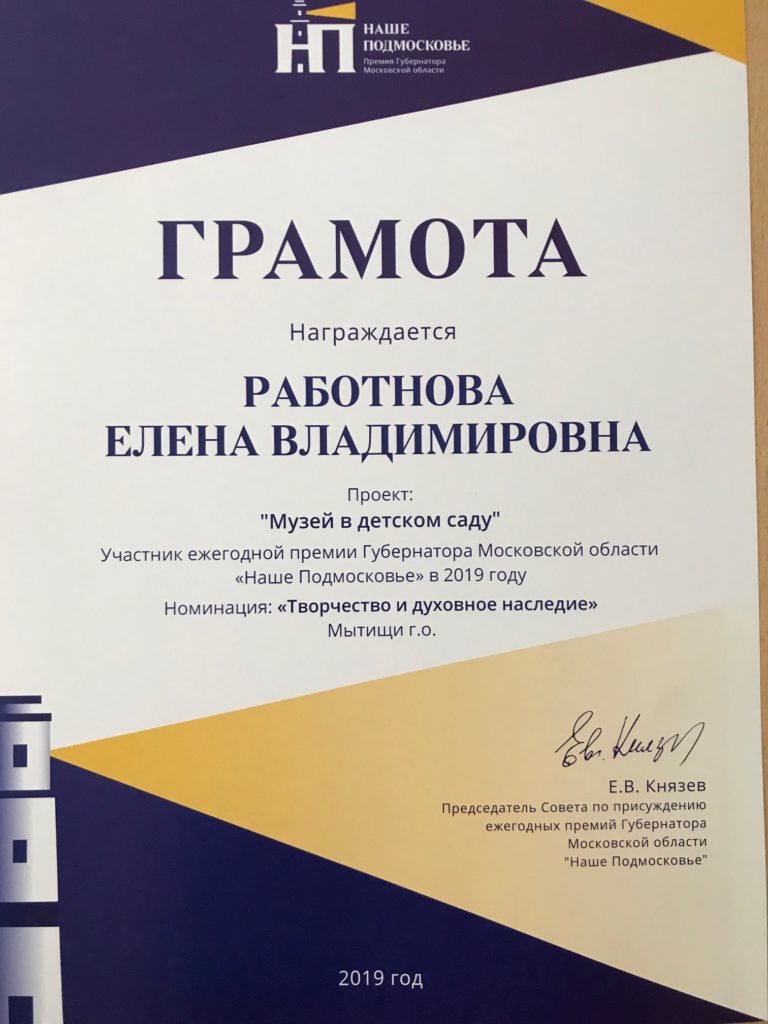 НП
НАШЕ
ПОДМОСКОВЬЕ
Премия Губернатора
Московской области
ГРАМОТА
Награждается
РАБОТНОВА
ЕЛЕНА ВЛАДИМИРОВНА
Проект:
"Музей в детском саду"
Участник ежегодной премии Губернатора Московской области
«Наше Подмосковье» в 2019 году
Номинация: «Творчество и духовное наследие»
Мытищи г.о.
Е.В. Князев
Председатель Совета по присуждению
ежегодных премий Губернатора
Московской области
"Наше Подмосковье"
2019 год